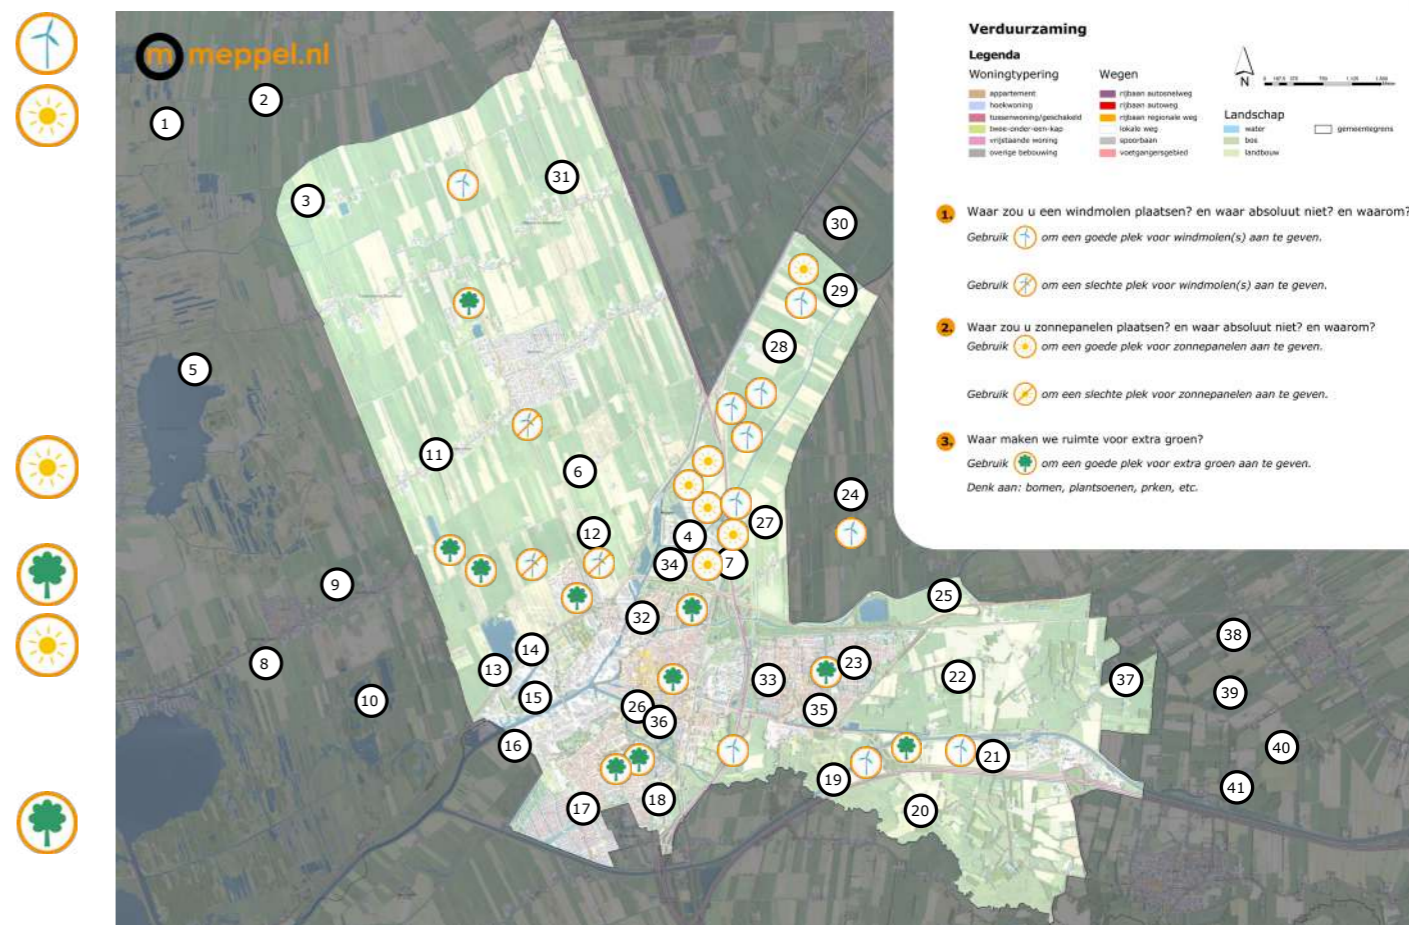 m meppel.nl
Verduurzaming
Legenda
Woningtypering
appartement
hoekwoning
tussenwoning/geschakeld
twee-onder-een-kap
vrijstaande woning
overige bebouwing
Wegen
rijbaan autosnelweg
rijbaan autoweg
rijbaan regionale weg
lokale weg
spoorbaan
voetgangersgebied
N
Landschap
water
bos
landbouw
gemeentegrens
1. Waar zou u een windmolen plaatsen? en waar absoluut niet? en waarom?
Gebruik om een goede plek voor windmolen(s) aan te geven.
Gebruik om een slechte plek voor windmolen(s) aan te geven.
2. Waar zou u zonnepanelen plaatsen? en waar absoluut niet? en waarom?
Gebruik om een goede plek voor zonnepanelen aan te geven.
Gebruik om een slechte plek voor zonnepanelen aan te geven.
3. Waar maken we ruimte voor extra groen?
Gebruik om een goede plek voor extra groen aan te geven.
Denk aan: bomen, plantsoenen, prken, etc.
2
1
31
3
30
29
28
5
11
6
24
27
12
4
34
7
9
25
32
38
14
23
8
13
22
33
37
39
15
10
26
35
36
16
40
21
19
41
18
17
20